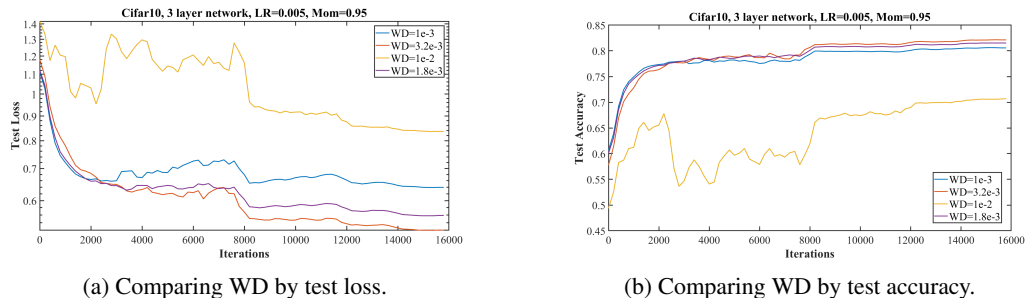 Cifar10, 3 layer network, LR=0.005, Mom=0.95
1.4
1.3
1.2
1.1
1
0.9
0.8
0.7
0.6
Test Loss
WD=1e-3
WD=3.2e-3
WD=1e-2
WD=1.8e-3
0 2000 4000 6000 8000 10000 12000 14000 16000
Iterations
(a) Comparing WD by test loss.
Cifar10, 3 layer network, LR=0.005, Mom=0.95
0.85
0.8
0.75
0.7
0.65
0.6
0.55
0.5
0.45
Test Accuracy
WD=1e-3
WD=3.2e-3
WD=1e-2
WD=1.8e-3
0 2000 4000 6000 8000 10000 12000 14000 16000
Iterations
(b) Comparing WD by test accuracy.